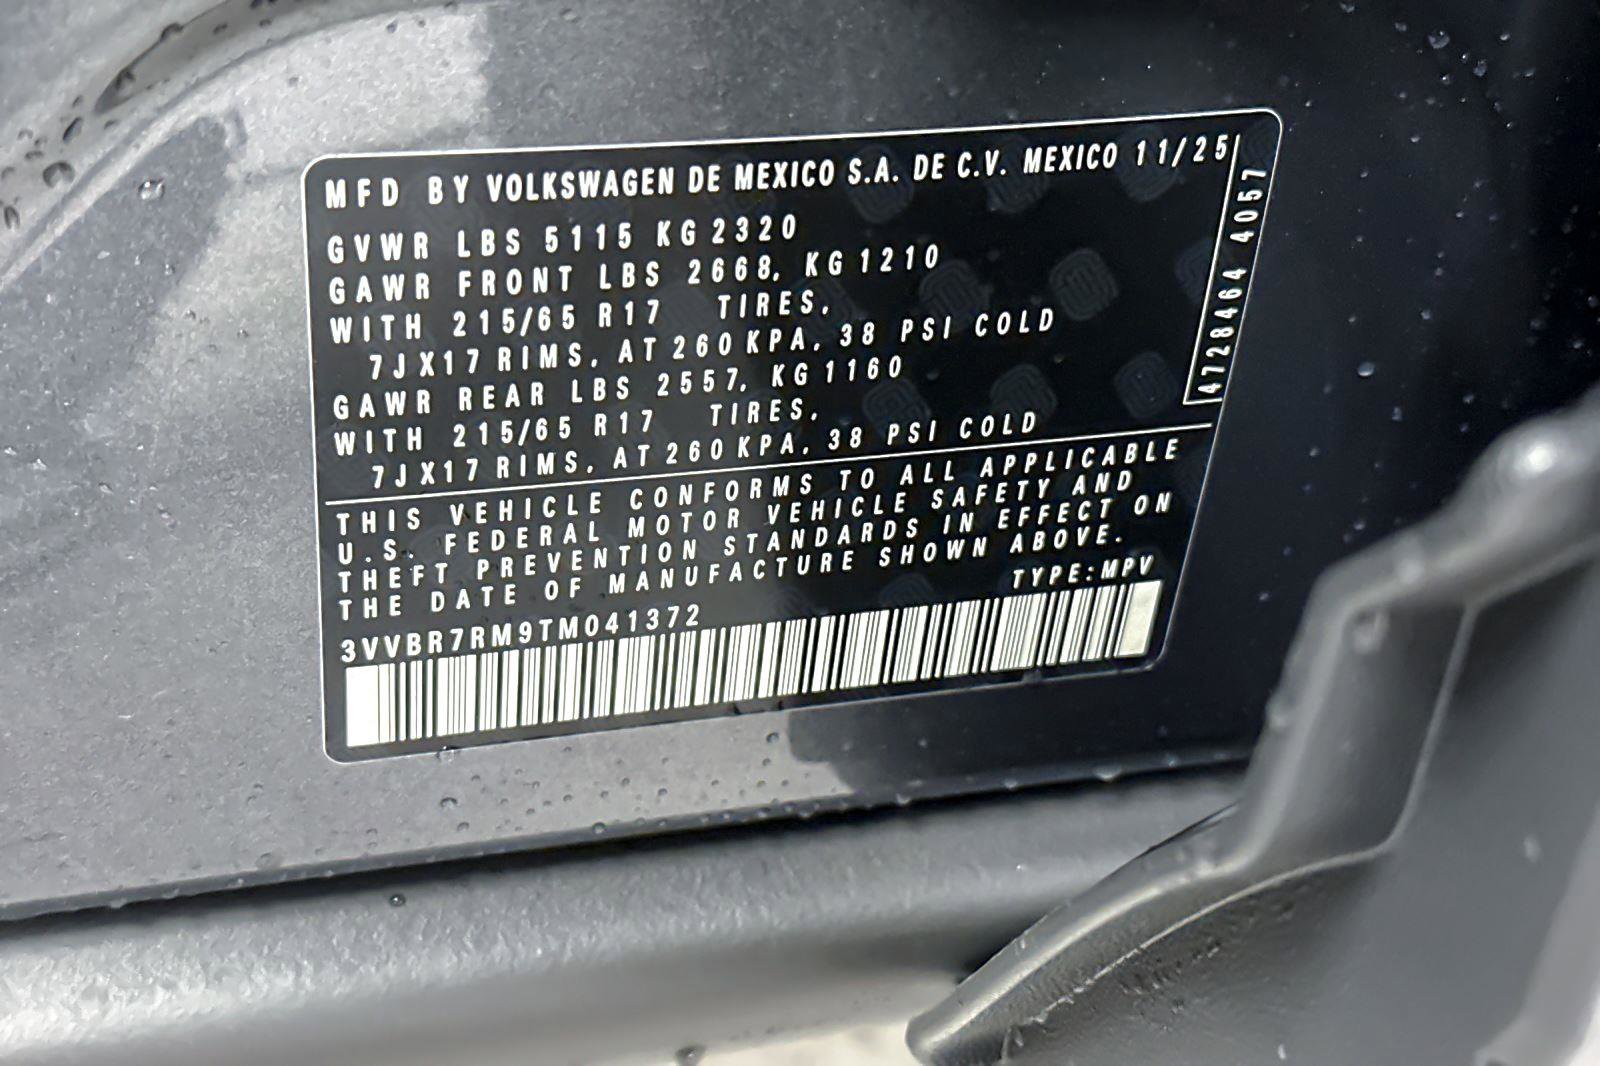 MFD BY VOLKSWAGEN DE MEXICO S.A. DE C.V. MEXICO 11/25
GVWR LBS 5115 KG 2320
GAWR FRONT LBS 2668, KG 1210
WITH 215/65 R17 TIRES,
7JX17 RIMS, AT 260 KPA, 38 PSI COLD
GAWR REAR LBS 2557, KG 1160
WITH 215/65 R17 TIRES,
7JX17 RIMS, AT 260 KPA, 38 PSI COLD
4728464 4057
THIS VEHICLE CONFORMS TO ALL APPLICABLE
U.S. FEDERAL MOTOR VEHICLE SAFETY AND
THEFT PREVENTION STANDARDS IN EFFECT ON
THE DATE OF MANUFACTURE SHOWN ABOVE.
3VVBR7RM9TM041372 TYPE:MPV